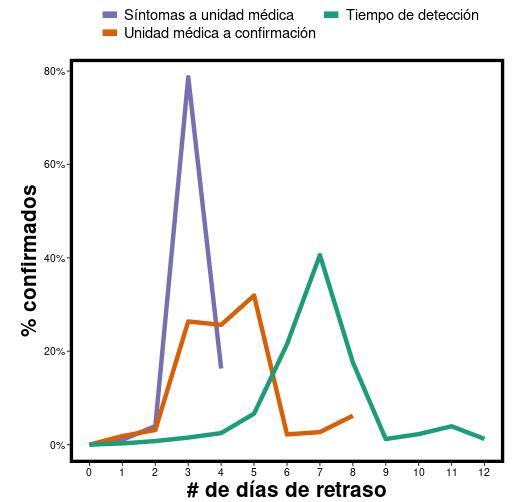 Síntomas a unidad médica
Tiempo de detección
Unidad médica a confirmación
80%
60%
40%
20%
0%
% confirmados
0 1 2 3 4 5 6 7 8 9 10 11 12
# de días de retraso